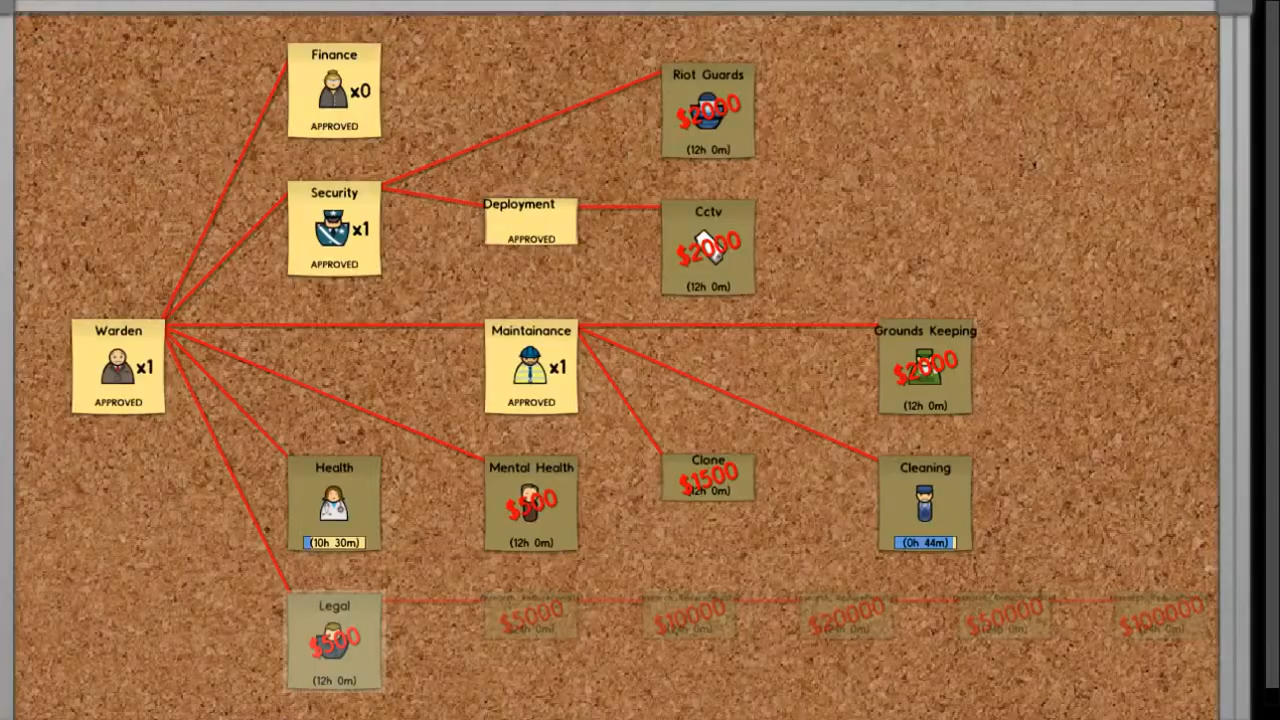 Finance
x0
APPROVED
Riot Guards
$2000
(12h 0m)
Security
x1
APPROVED
Deployment
APPROVED
Cctv
$2000
(12h 0m)
Warden
x1
APPROVED
Maintainance
x1
APPROVED
Grounds Keeping
$2000
(12h 0m)
Health
(10h 30m)
Mental Health
$500
(12h 0m)
Clone
$1500
(12h 0m)
Cleaning
(0h 44m)
Legal
$500
(12h 0m)
$5000
$10000
$20000
$50000
$100000